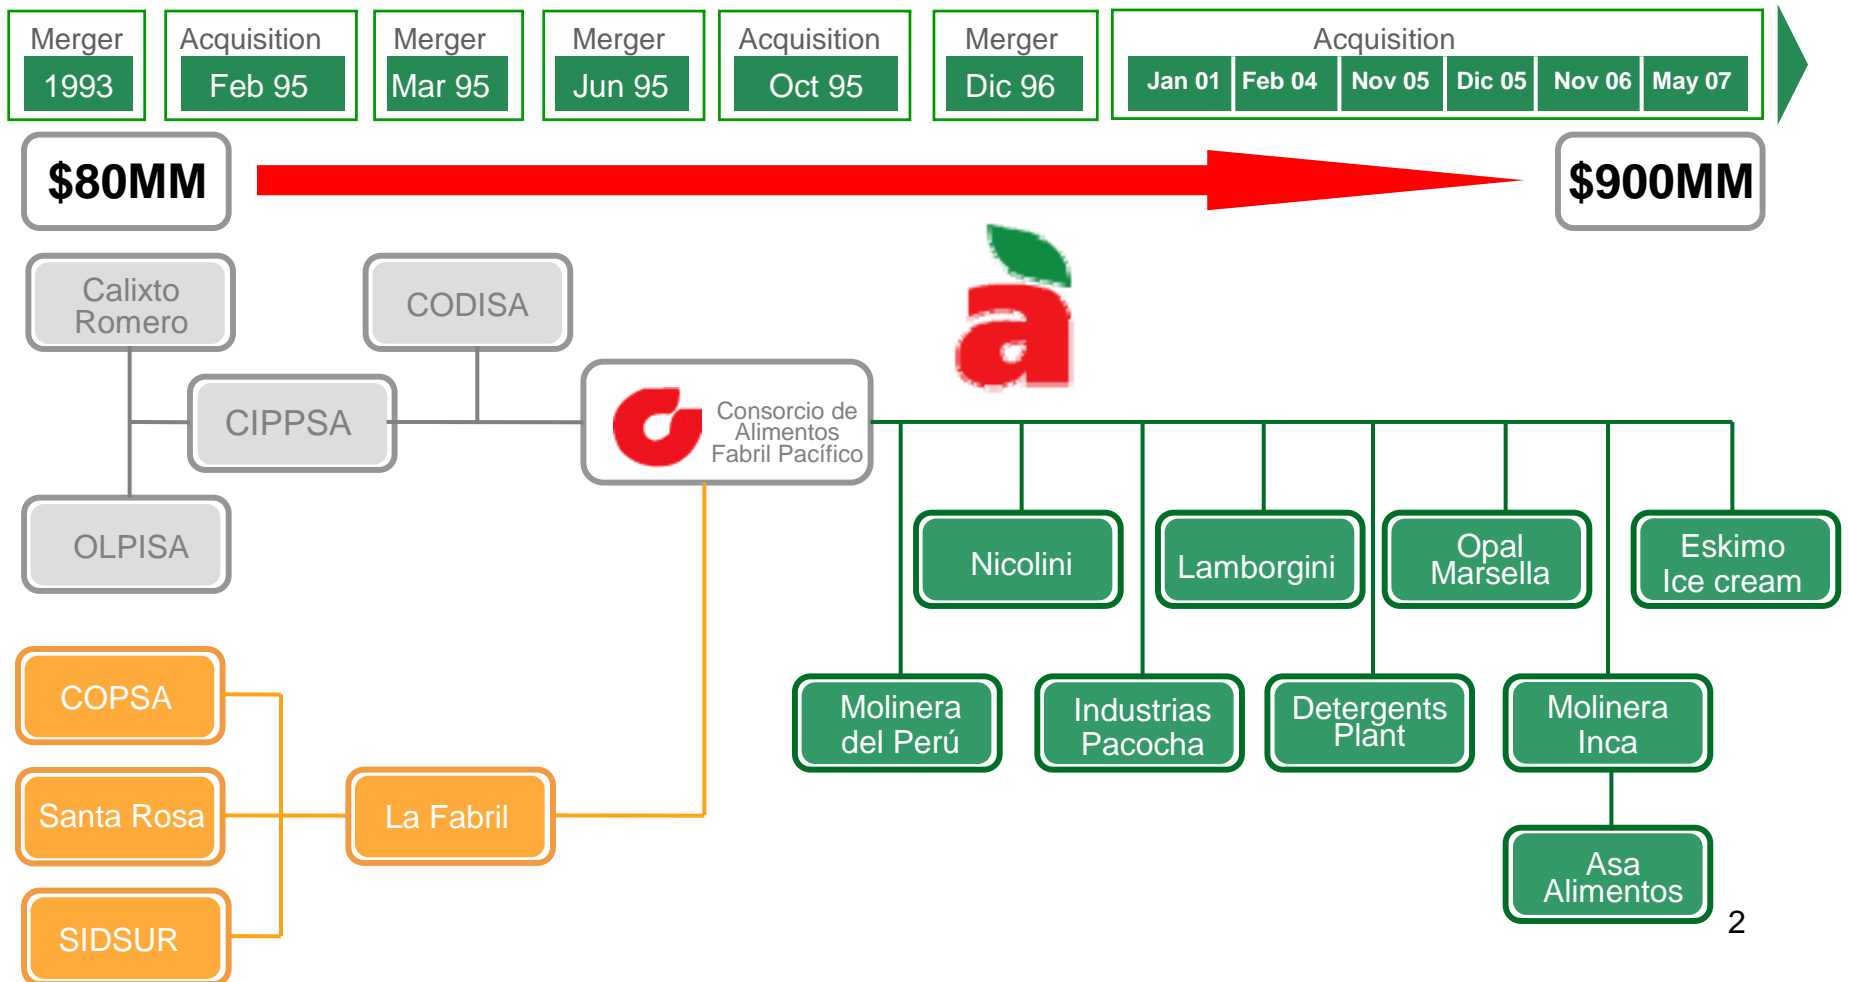 Merger
1993
Acquisition
Feb 95
Merger
Mar 95
Merger
Jun 95
Acquisition
Oct 95
Merger
Dic 96
Acquisition
Jan 01
Feb 04
Nov 05
Dic 05
Nov 06
May 07
$80MM
$900MM
Calixto
Romero
CODISA
a
CIPPSA
Consorcio de
Alimentos
Fabril Pacífico
OLPISA
Nicolini
Lamborgini
Opal
Marsella
Eskimo
Ice cream
COPSA
Molinera
del Perú
Industrias
Pacocha
Detergents
Plant
Molinera
Inca
Santa Rosa
La Fabril
Asa
Alimentos
SIDSUR
2